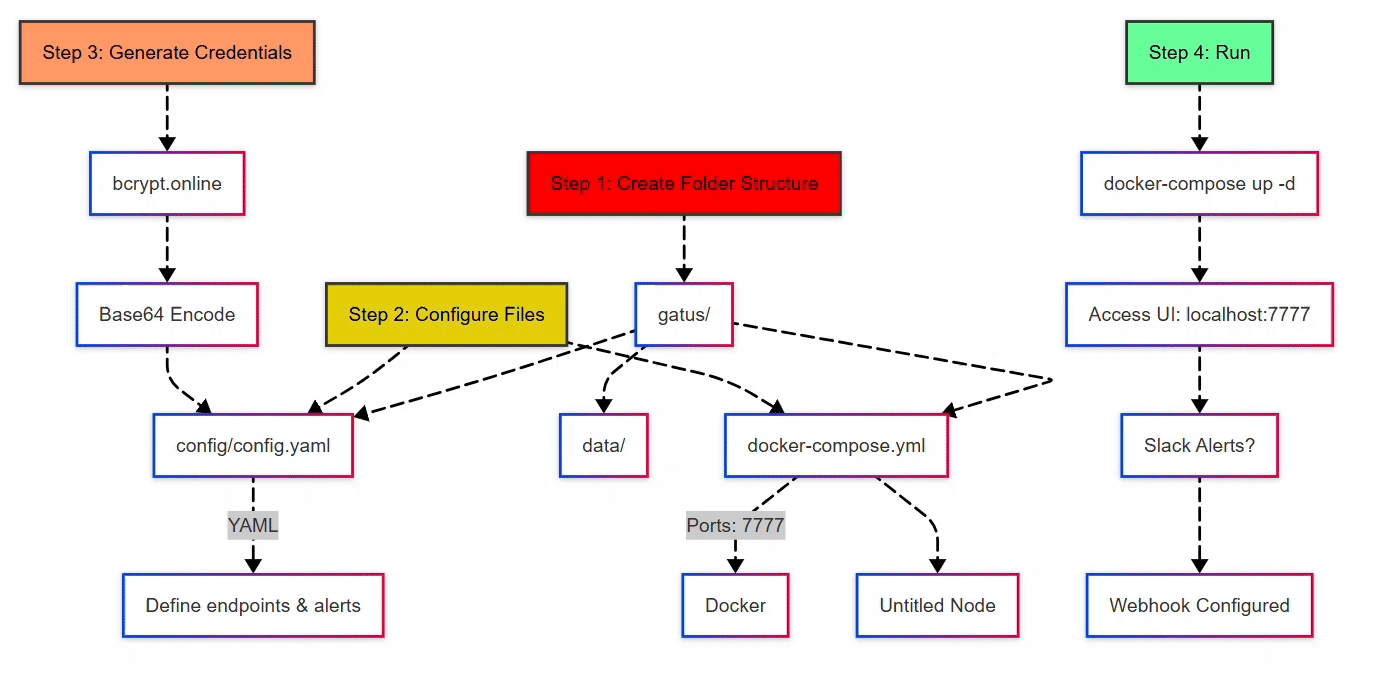 Step 3: Generate Credentials
Step 4: Run
bcrypt.online
Step 1: Create Folder Structure
docker-compose up -d
Base64 Encode
Step 2: Configure Files
gatus/
Access UI: localhost:7777
config/config.yaml
data/
docker-compose.yml
Slack Alerts?
YAML
Ports: 7777
Define endpoints & alerts
Docker
Untitled Node
Webhook Configured